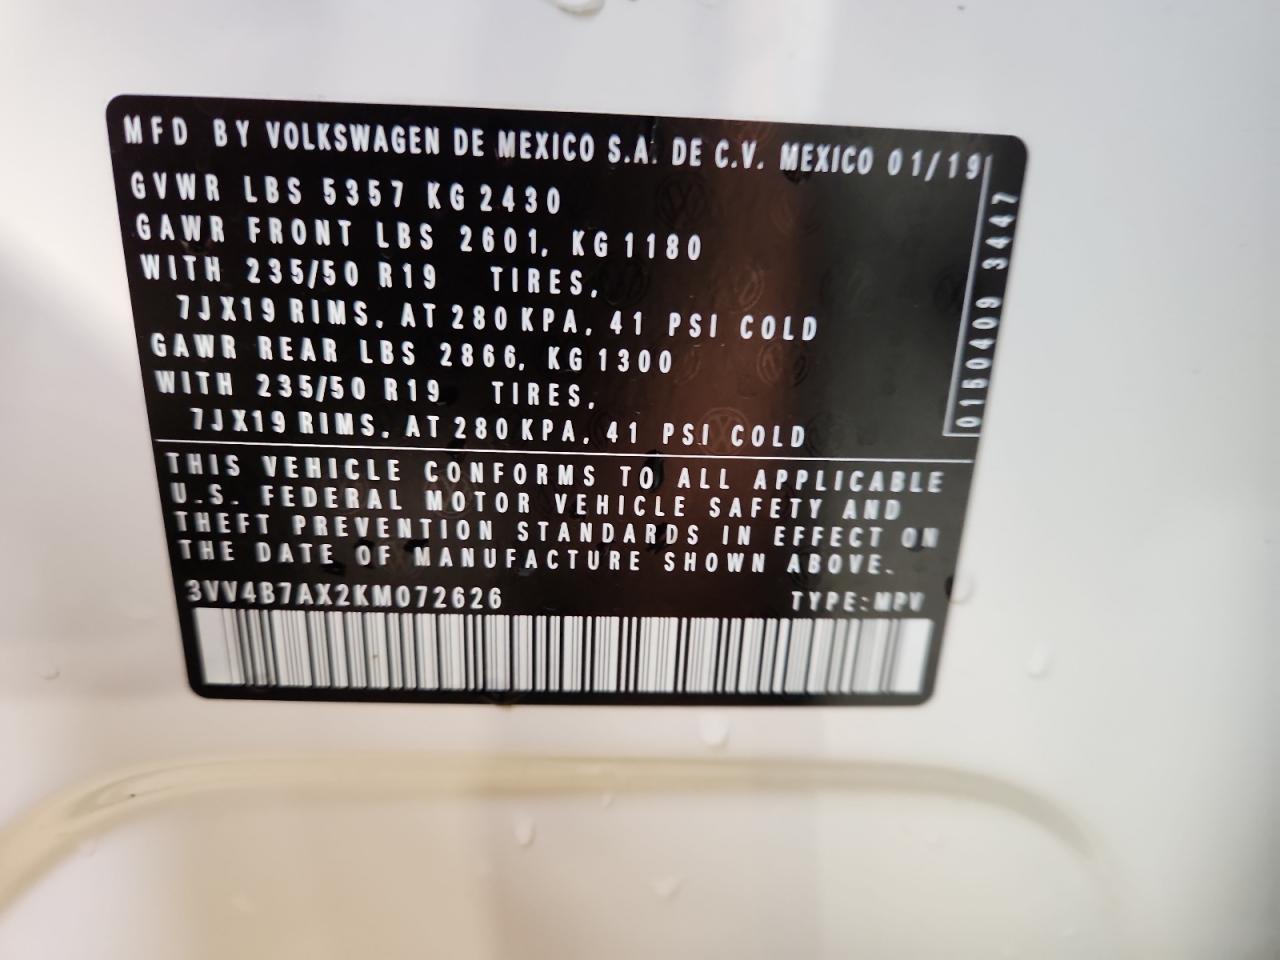 MFD BY VOLKSWAGEN DE MEXICO S.A. DE C.V. MEXICO 01/19
GVWR LBS 5357 KG 2430
GAWR FRONT LBS 2601, KG 1180
WITH 235/50 R19 TIRES,
7JX19 RIMS, AT 280 KPA, 41 PSI COLD
GAWR REAR LBS 2866, KG 1300
WITH 235/50 R19 TIRES,
7JX19 RIMS, AT 280 KPA, 41 PSI COLD
0150409 3447
THIS VEHICLE CONFORMS TO ALL APPLICABLE
U.S. FEDERAL MOTOR VEHICLE SAFETY AND
THEFT PREVENTION STANDARDS IN EFFECT ON
THE DATE OF MANUFACTURE SHOWN ABOVE.
3VV4B7AX2KM072626 TYPE:MPV